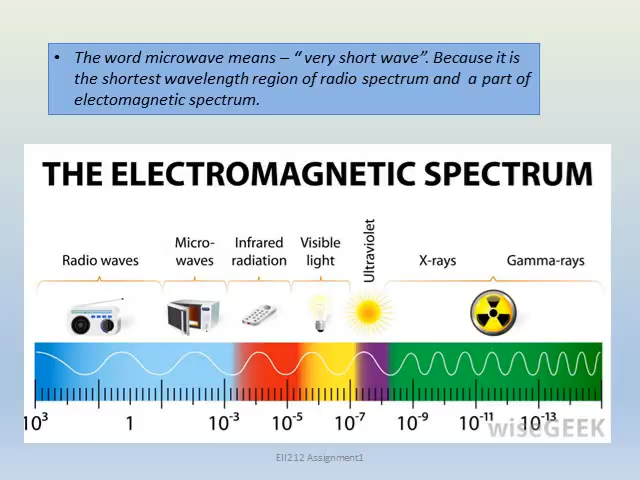 • The word microwave means – “ very short wave”. Because it is
the shortest wavelength region of radio spectrum and a part of
electomagnetic spectrum.
THE ELECTROMAGNETIC SPECTRUM
Radio waves
Micro-
waves
Infrared
radiation
Visible
light
Ultraviolet
X-rays
Gamma-rays
10³ 1 10⁻³ 10⁻⁵ 10⁻⁷ 10⁻⁹ 10⁻¹¹ 10⁻¹³
wiseGEEK
EII212 Assignment1